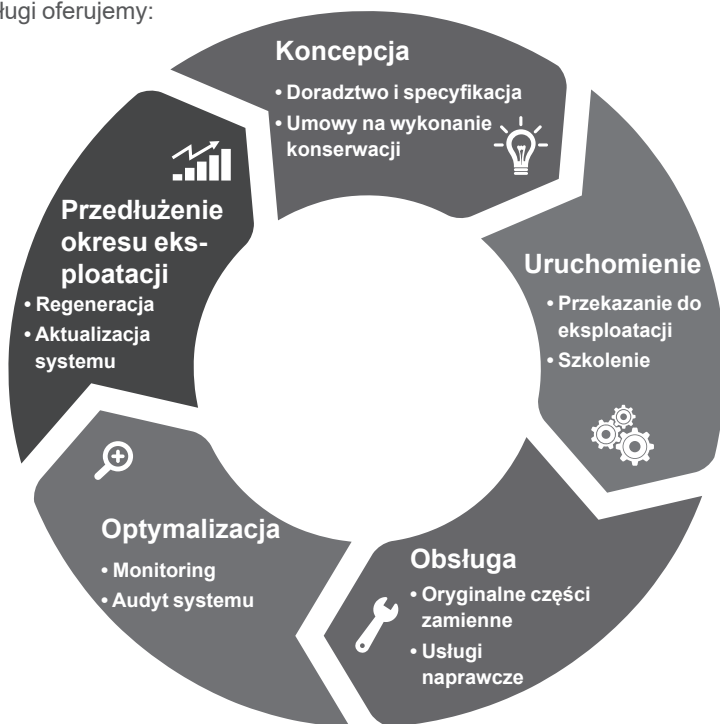 ługi oferujemy:
Koncepcja
• Doradztwo i specyfikacja
• Umowy na wykonanie
konserwacji
Uruchomienie
• Przekazanie do
eksploatacji
• Szkolenie
Obsługa
• Oryginalne części
zamienne
• Usługi
naprawcze
Optymalizacja
• Monitoring
• Audyt systemu
Przedłużenie
okresu eks-
ploatacji
• Regeneracja
• Aktualizacja
systemu